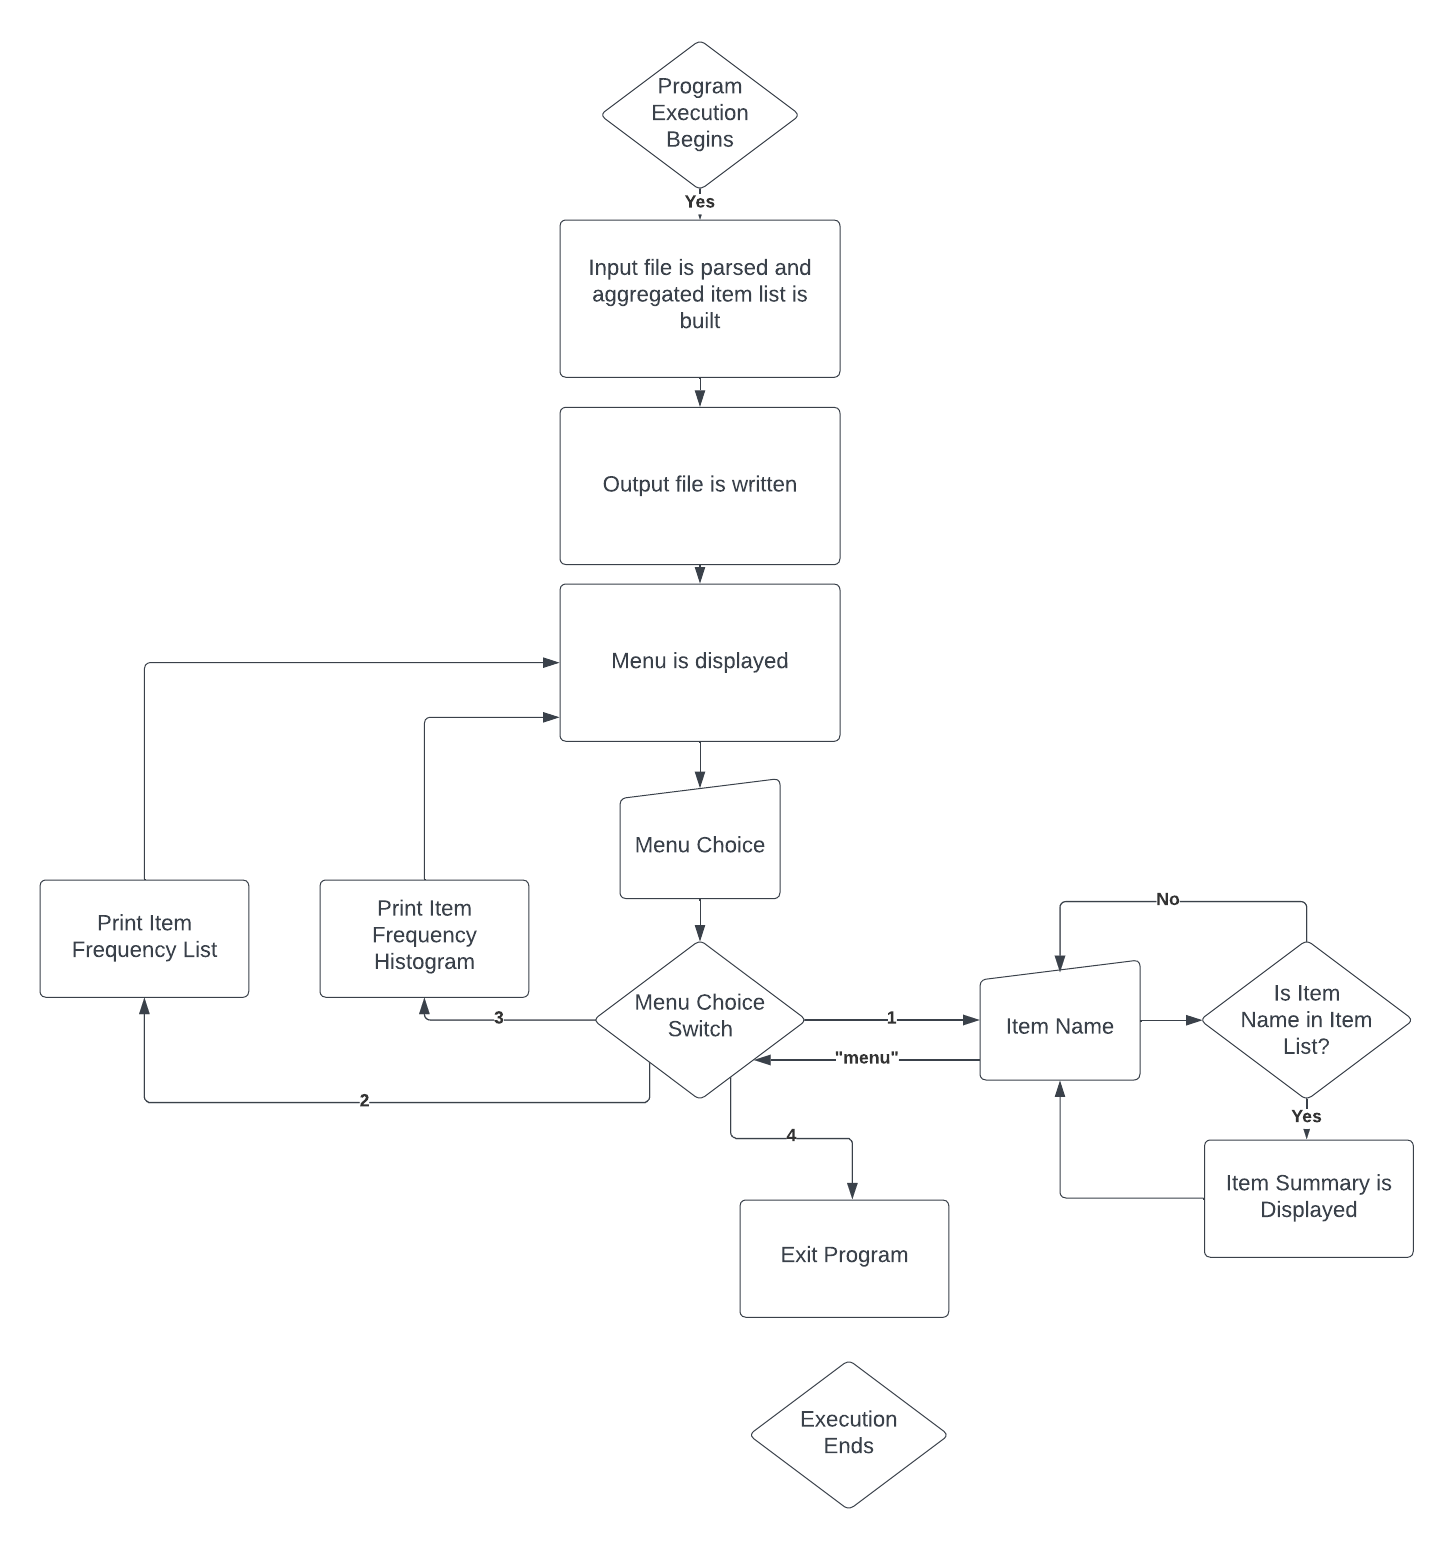 Program
Execution
Begins
Yes
Input file is parsed and
aggregated item list is
built
Output file is written
Menu is displayed
Menu Choice
Print Item
Frequency List
Print Item
Frequency
Histogram
Menu Choice
Switch
3
2
1
"menu"
4
Item Name
No
Is Item
Name in Item
List?
Yes
Item Summary is
Displayed
Exit Program
Execution
Ends